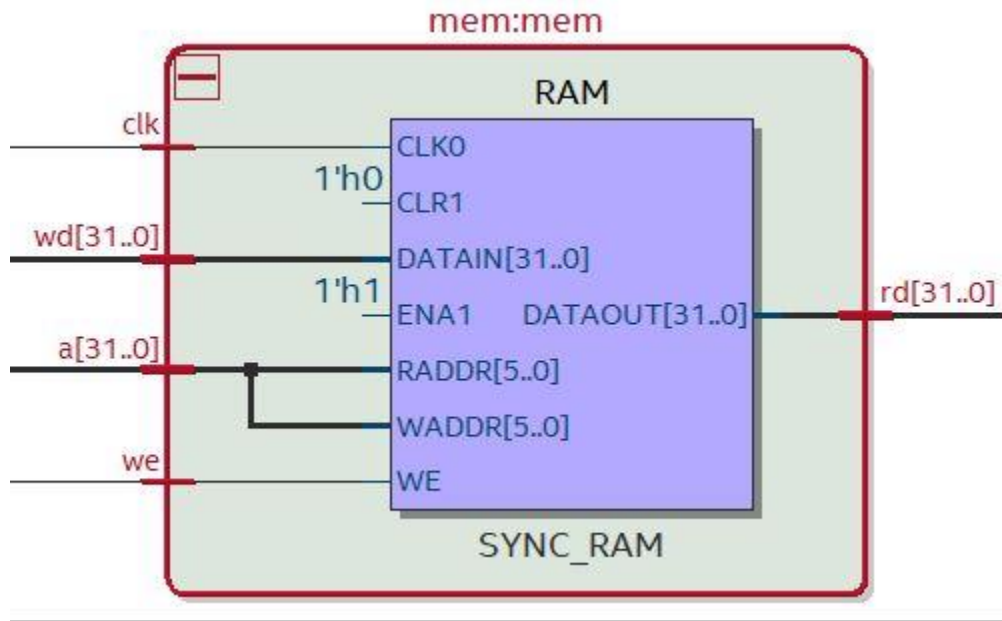 mem:mem
RAM
clk
CLK0
1'h0
CLR1
wd[31..0]
DATAIN[31..0]
1'h1
ENA1
DATAOUT[31..0]
rd[31..0]
a[31..0]
RADDR[5..0]
WADDR[5..0]
we
WE
SYNC_RAM